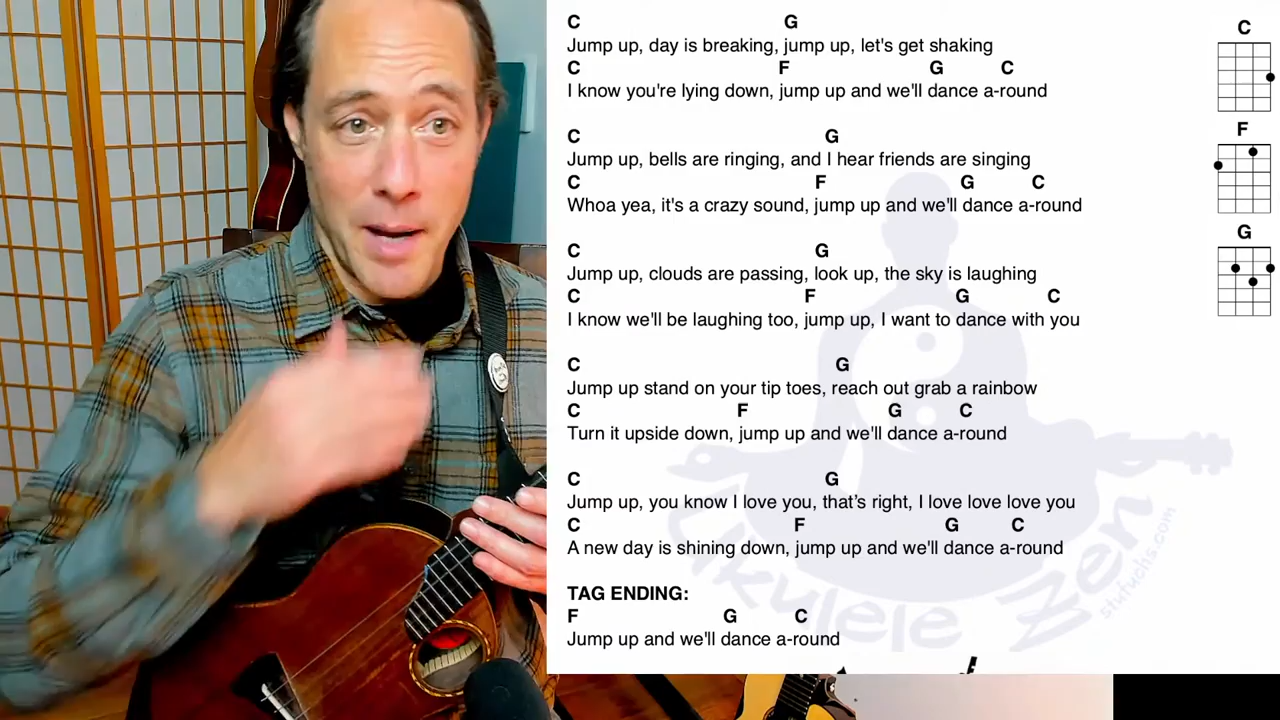 C G
Jump up, day is breaking, jump up, let's get shaking
C F G C
I know you're lying down, jump up and we'll dance a-round
C G
Jump up, bells are ringing, and I hear friends are singing
C F G C
Whoa yea, it's a crazy sound, jump up and we'll dance a-round
C G
Jump up, clouds are passing, look up, the sky is laughing
C F G C
I know we'll be laughing too, jump up, I want to dance with you
C G
Jump up stand on your tip toes, reach out grab a rainbow
C F G C
Turn it upside down, jump up and we'll dance a-round
C G
Jump up, you know I love you, that’s right, I love love love you
C F G C
A new day is shining down, jump up and we'll dance a-round
TAG ENDING:
F G C
Jump up and we'll dance a-round
C
F
G
Ukulele Zen
stufuchs.com